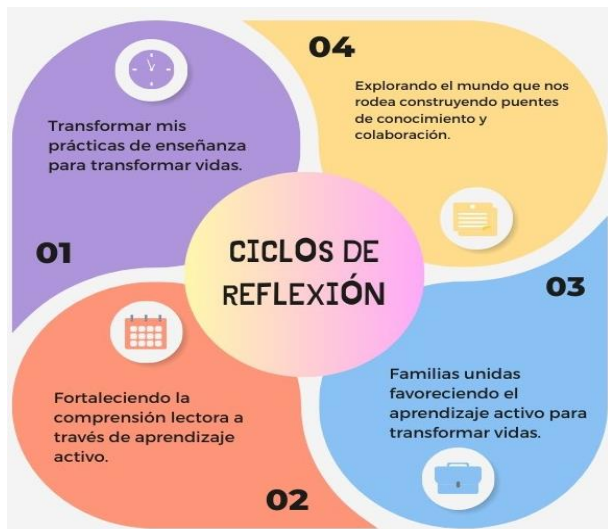 CICLOS DE
REFLEXIÓN
01
Transformar mis
prácticas de enseñanza
para transformar vidas.
02
Fortaleciendo la
comprensión lectora a
través de aprendizaje
activo.
03
Familias unidas
favoreciendo el
aprendizaje activo para
transformar vidas.
04
Explorando el mundo que nos
rodea construyendo puentes
de conocimiento y
colaboración.